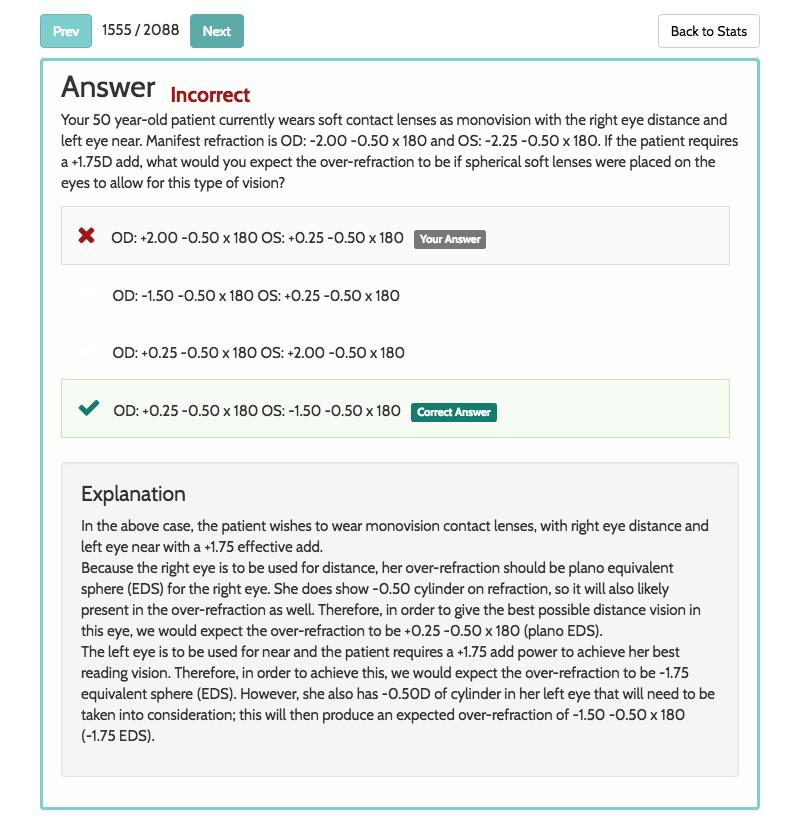 Prev 1555 / 2088 Next Back to Stats
Answer Incorrect
Your 50 year-old patient currently wears soft contact lenses as monovision with the right eye distance and
left eye near. Manifest refraction is OD: -2.00 -0.50 x 180 and OS: -2.25 -0.50 x 180. If the patient requires
a +1.75D add, what would you expect the over-refraction to be if spherical soft lenses were placed on the
eyes to allow for this type of vision?
OD: +2.00 -0.50 x 180 OS: +0.25 -0.50 x 180 Your Answer
OD: -1.50 -0.50 x 180 OS: +0.25 -0.50 x 180
OD: +0.25 -0.50 x 180 OS: +2.00 -0.50 x 180
OD: +0.25 -0.50 x 180 OS: -1.50 -0.50 x 180 Correct Answer
Explanation
In the above case, the patient wishes to wear monovision contact lenses, with right eye distance and
left eye near with a +1.75 effective add.
Because the right eye is to be used for distance, her over-refraction should be plano equivalent
sphere (EDS) for the right eye. She does show -0.50 cylinder on refraction, so it will also likely
present in the over-refraction as well. Therefore, in order to give the best possible distance vision in
this eye, we would expect the over-refraction to be +0.25 -0.50 x 180 (plano EDS).
The left eye is to be used for near and the patient requires a +1.75 add power to achieve her best
reading vision. Therefore, in order to achieve this, we would expect the over-refraction to be -1.75
equivalent sphere (EDS). However, she also has -0.50D of cylinder in her left eye that will need to be
taken into consideration; this will then produce an expected over-refraction of -1.50 -0.50 x 180
(-1.75 EDS).